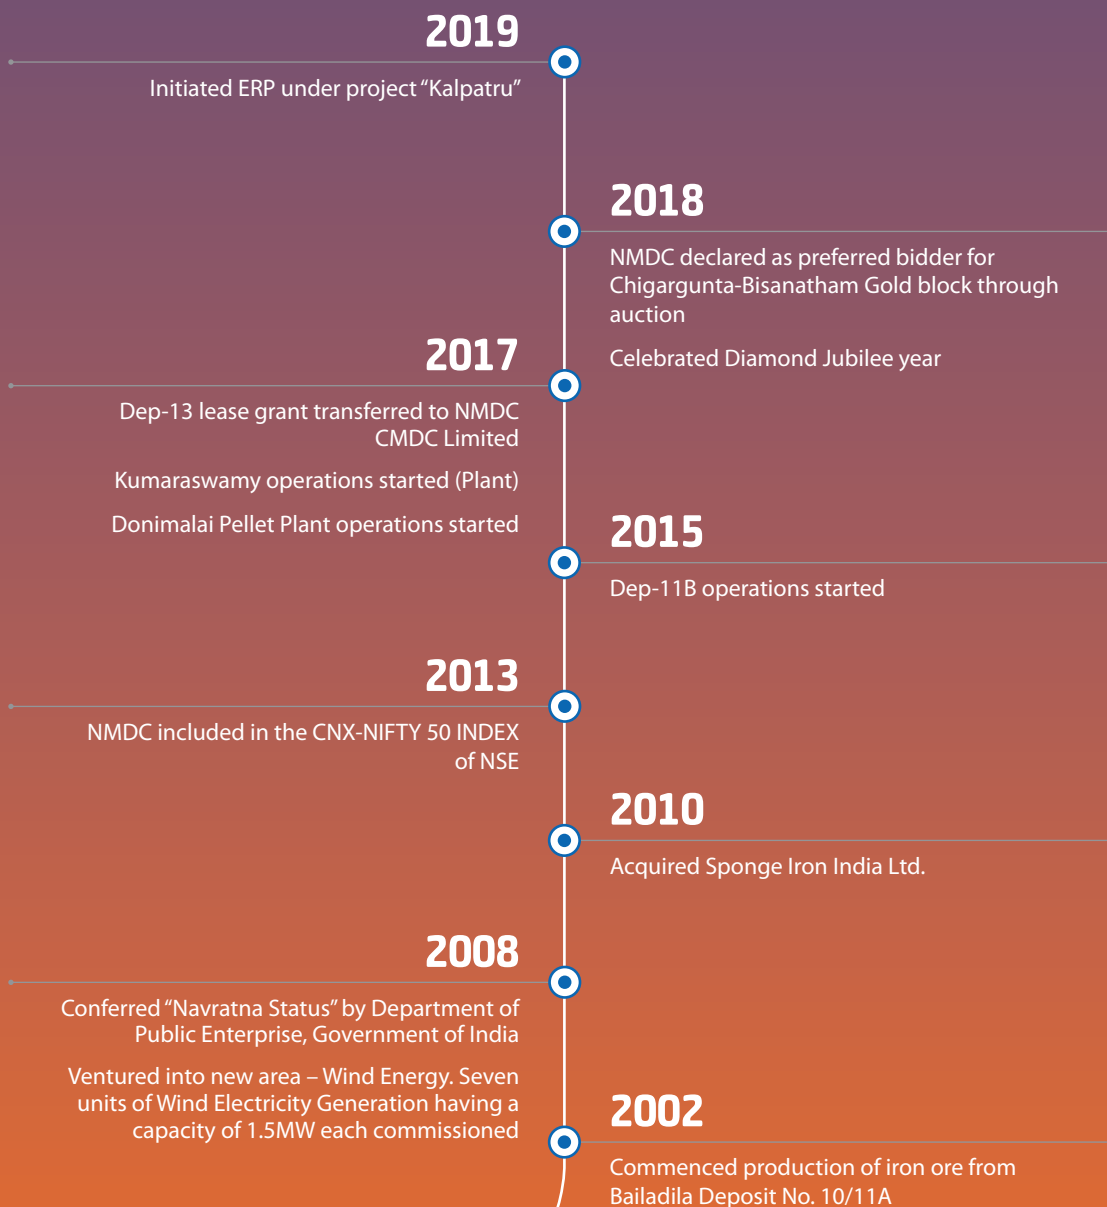 2019
Initiated ERP under project “Kalpatru”
2018
NMDC declared as preferred bidder for
Chigargunta-Bisanatham Gold block through
auction
Celebrated Diamond Jubilee year
2017
Dep-13 lease grant transferred to NMDC
CMDC Limited
Kumaraswamy operations started (Plant)
Donimalai Pellet Plant operations started
2015
Dep-11B operations started
2013
NMDC included in the CNX-NIFTY 50 INDEX
of NSE
2010
Acquired Sponge Iron India Ltd.
2008
Conferred “Navratna Status” by Department of
Public Enterprise, Government of India
Ventured into new area – Wind Energy. Seven
units of Wind Electricity Generation having a
capacity of 1.5MW each commissioned
2002
Commenced production of iron ore from
Bailadila Deposit No. 10/11A